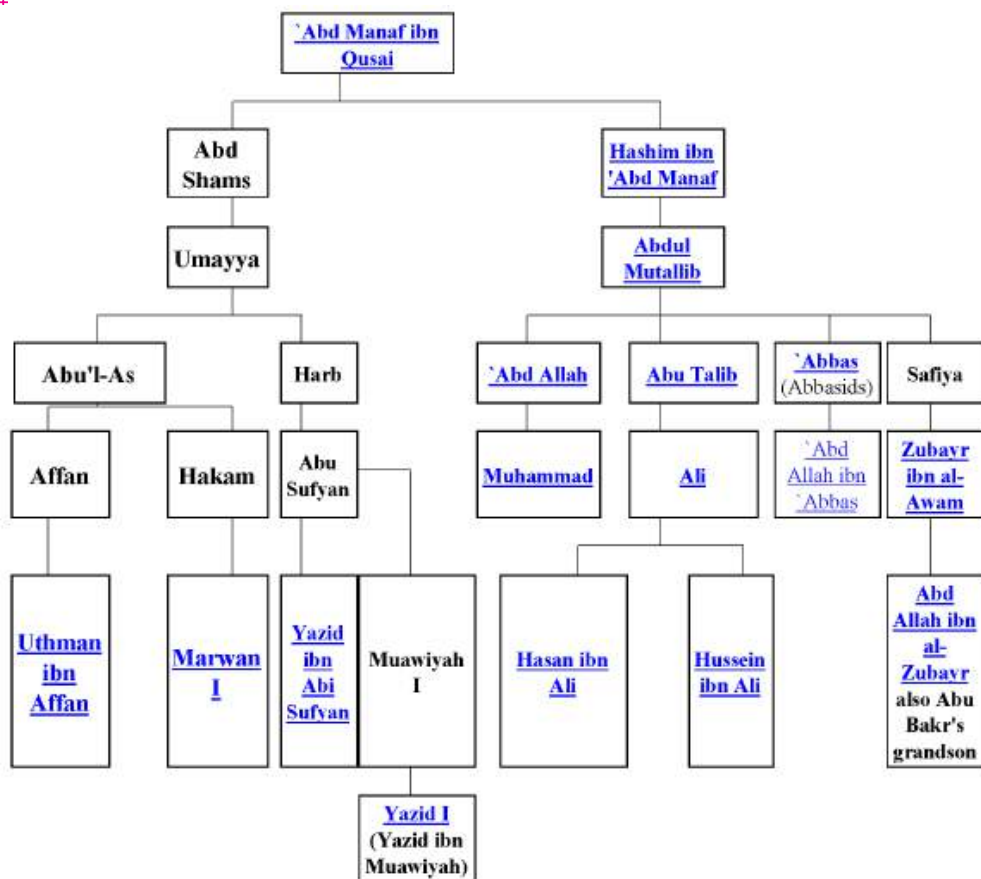 `Abd Manaf ibn
Qusai
Abd
Shams
Hashim ibn
'Abd Manaf
Umayya
Abdul
Mutallib
Abu'l-As
Harb
`Abd Allah
Abu Talib
`Abbas
(Abbasids)
Safiya
Affan
Hakam
Abu
Sufyan
Muhammad
Ali
`Abd
Allah ibn
`Abbas
Zubayr
ibn al-
Awam
Uthman
ibn
Affan
Marwan
I
Yazid
ibn
Abi
Sufyan
Muawiyah
I
Hasan ibn
Ali
Hussein
ibn Ali
Abd
Allah ibn
al-
Zubayr
also Abu
Bakr's
grandson
Yazid I
(Yazid ibn
Muawiyah)